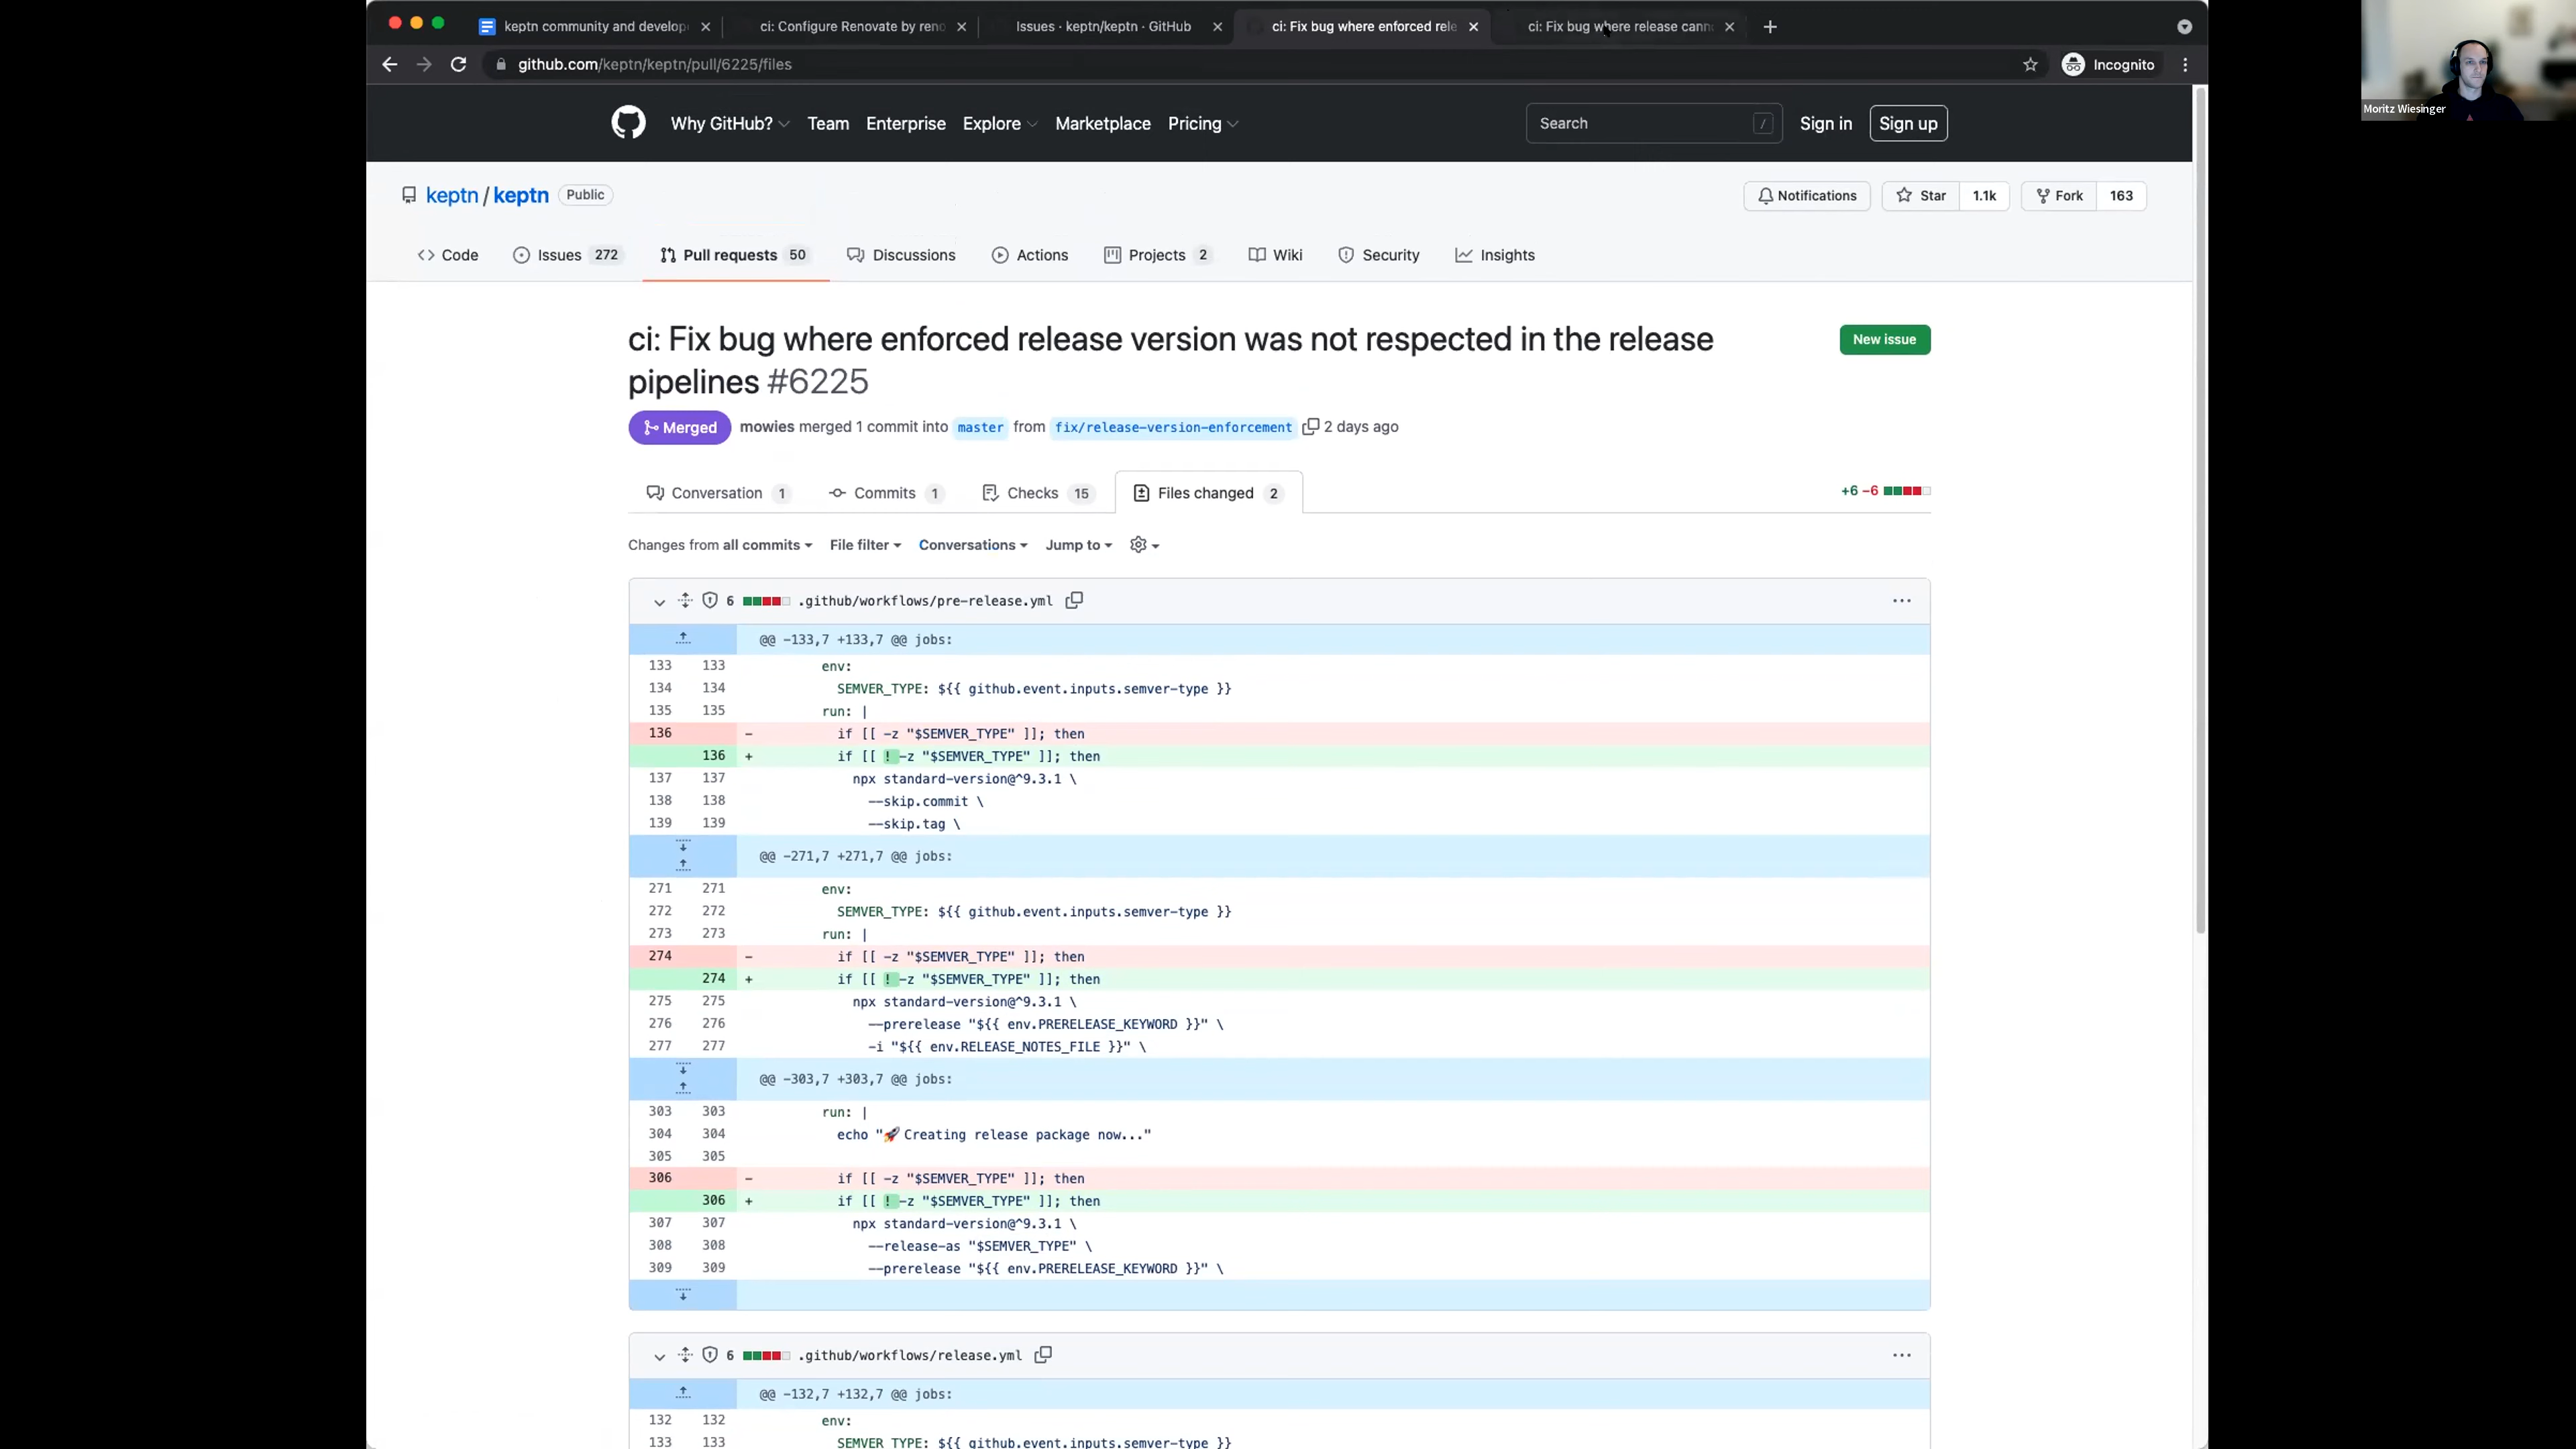 keptn community and develop
ci: Configure Renovate by reno
Issues · keptn/keptn · GitHub
ci: Fix bug where enforced rele
ci: Fix bug where release cann
github.com/keptn/keptn/pull/6225/files
Incognito
Moritz Wiesinger
Why GitHub? Team Enterprise Explore Marketplace Pricing
Search /
Sign in
Sign up
keptn / keptn Public
Notifications
Star 1.1k
Fork 163
Code
Issues 272
Pull requests 50
Discussions
Actions
Projects 2
Wiki
Security
Insights
ci: Fix bug where enforced release version was not respected in the release
pipelines #6225
New issue
Merged mowies merged 1 commit into master from fix/release-version-enforcement 2 days ago
Conversation 1
Commits 1
Checks 15
Files changed 2
+6 −6
Changes from all commits File filter Conversations Jump to
6 .github/workflows/pre-release.yml
@@ -133,7 +133,7 @@ jobs:
133 133 env:
134 134 SEMVER_TYPE: ${{ github.event.inputs.semver-type }}
135 135 run: |
136 - if [[ -z "$SEMVER_TYPE" ]]; then
136 + if [[ ! -z "$SEMVER_TYPE" ]]; then
137 137 npx standard-version@^9.3.1 \
138 138 --skip.commit \
139 139 --skip.tag \
@@ -271,7 +271,7 @@ jobs:
271 271 env:
272 272 SEMVER_TYPE: ${{ github.event.inputs.semver-type }}
273 273 run: |
274 - if [[ -z "$SEMVER_TYPE" ]]; then
274 + if [[ ! -z "$SEMVER_TYPE" ]]; then
275 275 npx standard-version@^9.3.1 \
276 276 --prerelease "${{ env.PRERELEASE_KEYWORD }}" \
277 277 -i "${{ env.RELEASE_NOTES_FILE }}" \
@@ -303,7 +303,7 @@ jobs:
303 303 run: |
304 304 echo "🚀 Creating release package now..."
305 305
306 - if [[ -z "$SEMVER_TYPE" ]]; then
306 + if [[ ! -z "$SEMVER_TYPE" ]]; then
307 307 npx standard-version@^9.3.1 \
308 308 --release-as "$SEMVER_TYPE" \
309 309 --prerelease "${{ env.PRERELEASE_KEYWORD }}" \
6 .github/workflows/release.yml
@@ -132,7 +132,7 @@ jobs:
132 132 env:
133 133 SEMVER_TYPE: ${{ github.event.inputs.semver-type }}